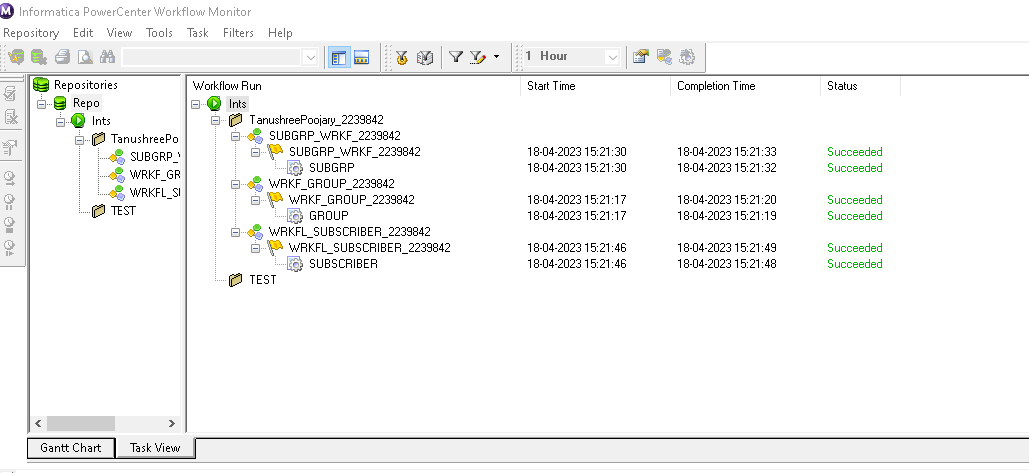 Informatica PowerCenter Workflow Monitor
Repository Edit View Tools Task Filters Help
1 Hour
Repositories
Repo
Ints
TanushreePo
SUBGRP_
WRKF_GR
WRKFL_S
TEST
Workflow Run Start Time Completion Time Status
Ints
TanushreePoojary_2239842
SUBGRP_WRKF_2239842
SUBGRP_WRKF_2239842 18-04-2023 15:21:30 18-04-2023 15:21:33 Succeeded
SUBGRP 18-04-2023 15:21:30 18-04-2023 15:21:32 Succeeded
WRKF_GROUP_2239842
WRKF_GROUP_2239842 18-04-2023 15:21:17 18-04-2023 15:21:20 Succeeded
GROUP 18-04-2023 15:21:17 18-04-2023 15:21:19 Succeeded
WRKFL_SUBSCRIBER_2239842
WRKFL_SUBSCRIBER_2239842 18-04-2023 15:21:46 18-04-2023 15:21:49 Succeeded
SUBSCRIBER 18-04-2023 15:21:46 18-04-2023 15:21:48 Succeeded
TEST
Gantt Chart Task View